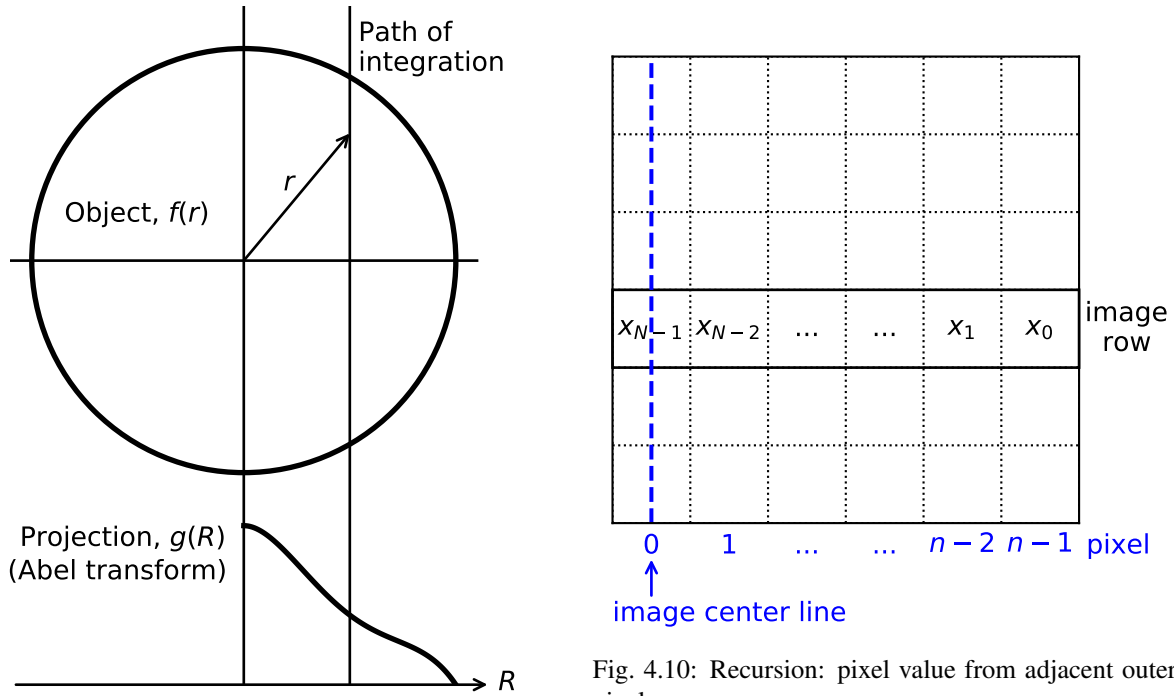 Path of
integration
r
Object, f(r)
Projection, g(R)
(Abel transform)
R
x_{N−1} x_{N−2} ... ... x_1 x_0
image
row
0 1 ... ... n − 2 n − 1 pixel
image center line
Fig. 4.10: Recursion: pixel value from adjacent outer